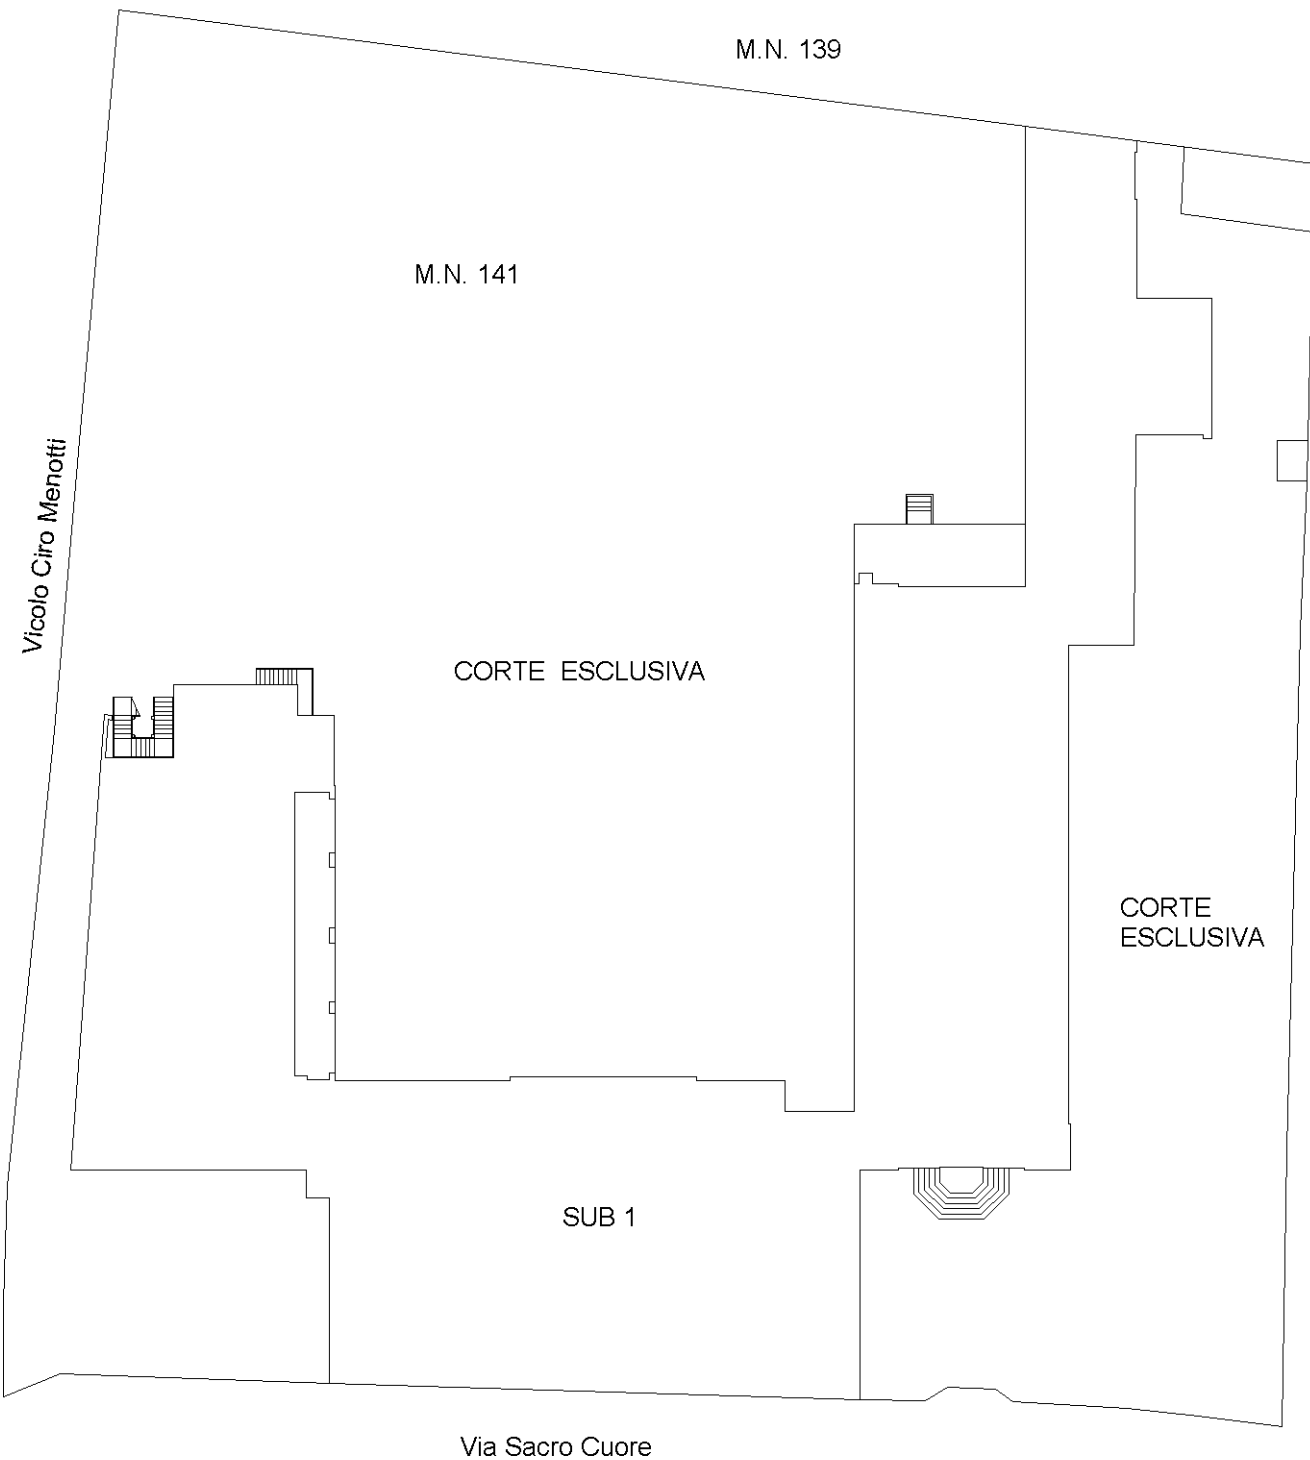 M.N. 139
M.N. 141
Vicolo Ciro Menotti
CORTE ESCLUSIVA
CORTE
ESCLUSIVA
SUB 1
Via Sacro Cuore